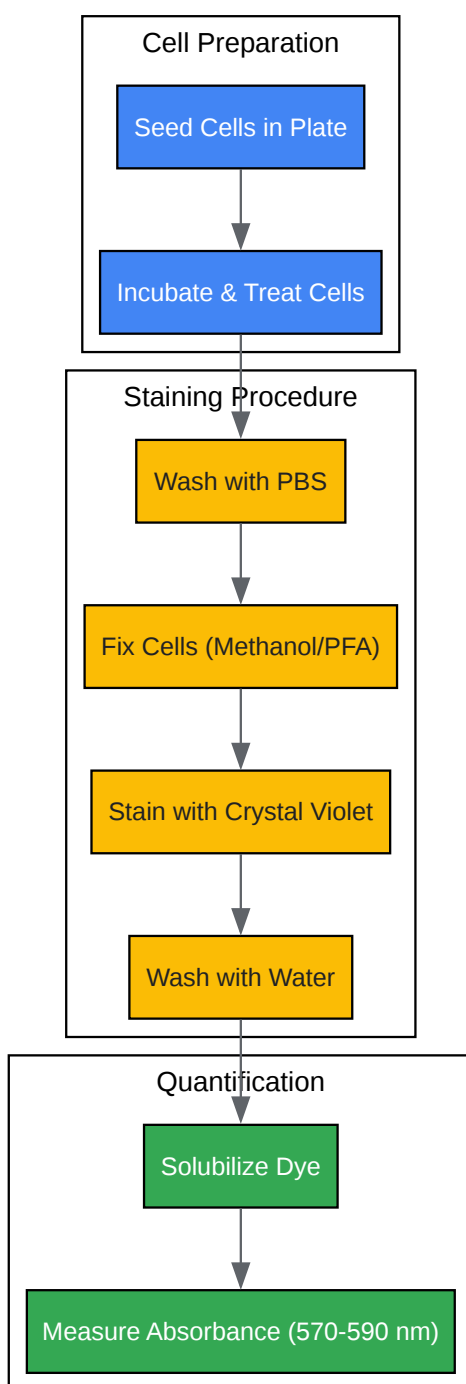 Cell Preparation
Seed Cells in Plate
Incubate & Treat Cells
Staining Procedure
Wash with PBS
Fix Cells (Methanol/PFA)
Stain with Crystal Violet
Wash with Water
Quantification
Solubilize Dye
Measure Absorbance (570-590 nm)